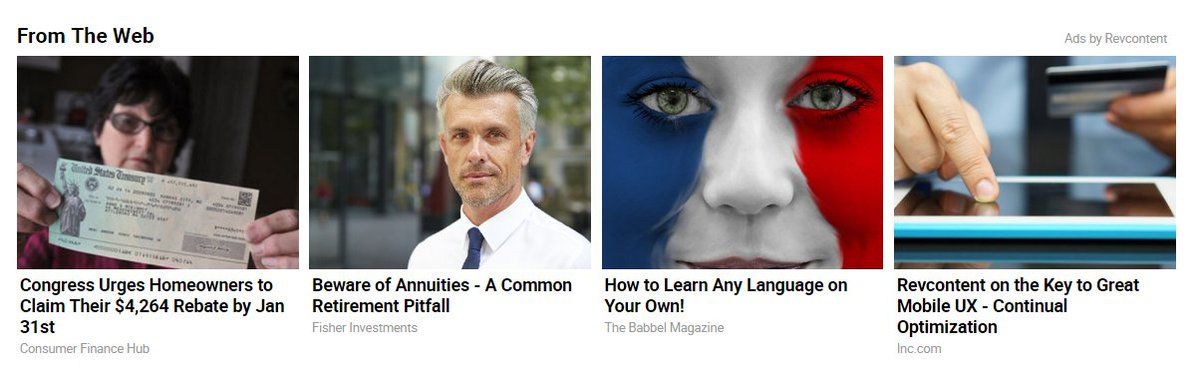 From The Web
Ads by Revcontent
United States Treasury
Congress Urges Homeowners to
Claim Their $4,264 Rebate by Jan
31st
Consumer Finance Hub
Beware of Annuities - A Common
Retirement Pitfall
Fisher Investments
How to Learn Any Language on
Your Own!
The Babbel Magazine
Revcontent on the Key to Great
Mobile UX - Continual
Optimization
Inc.com